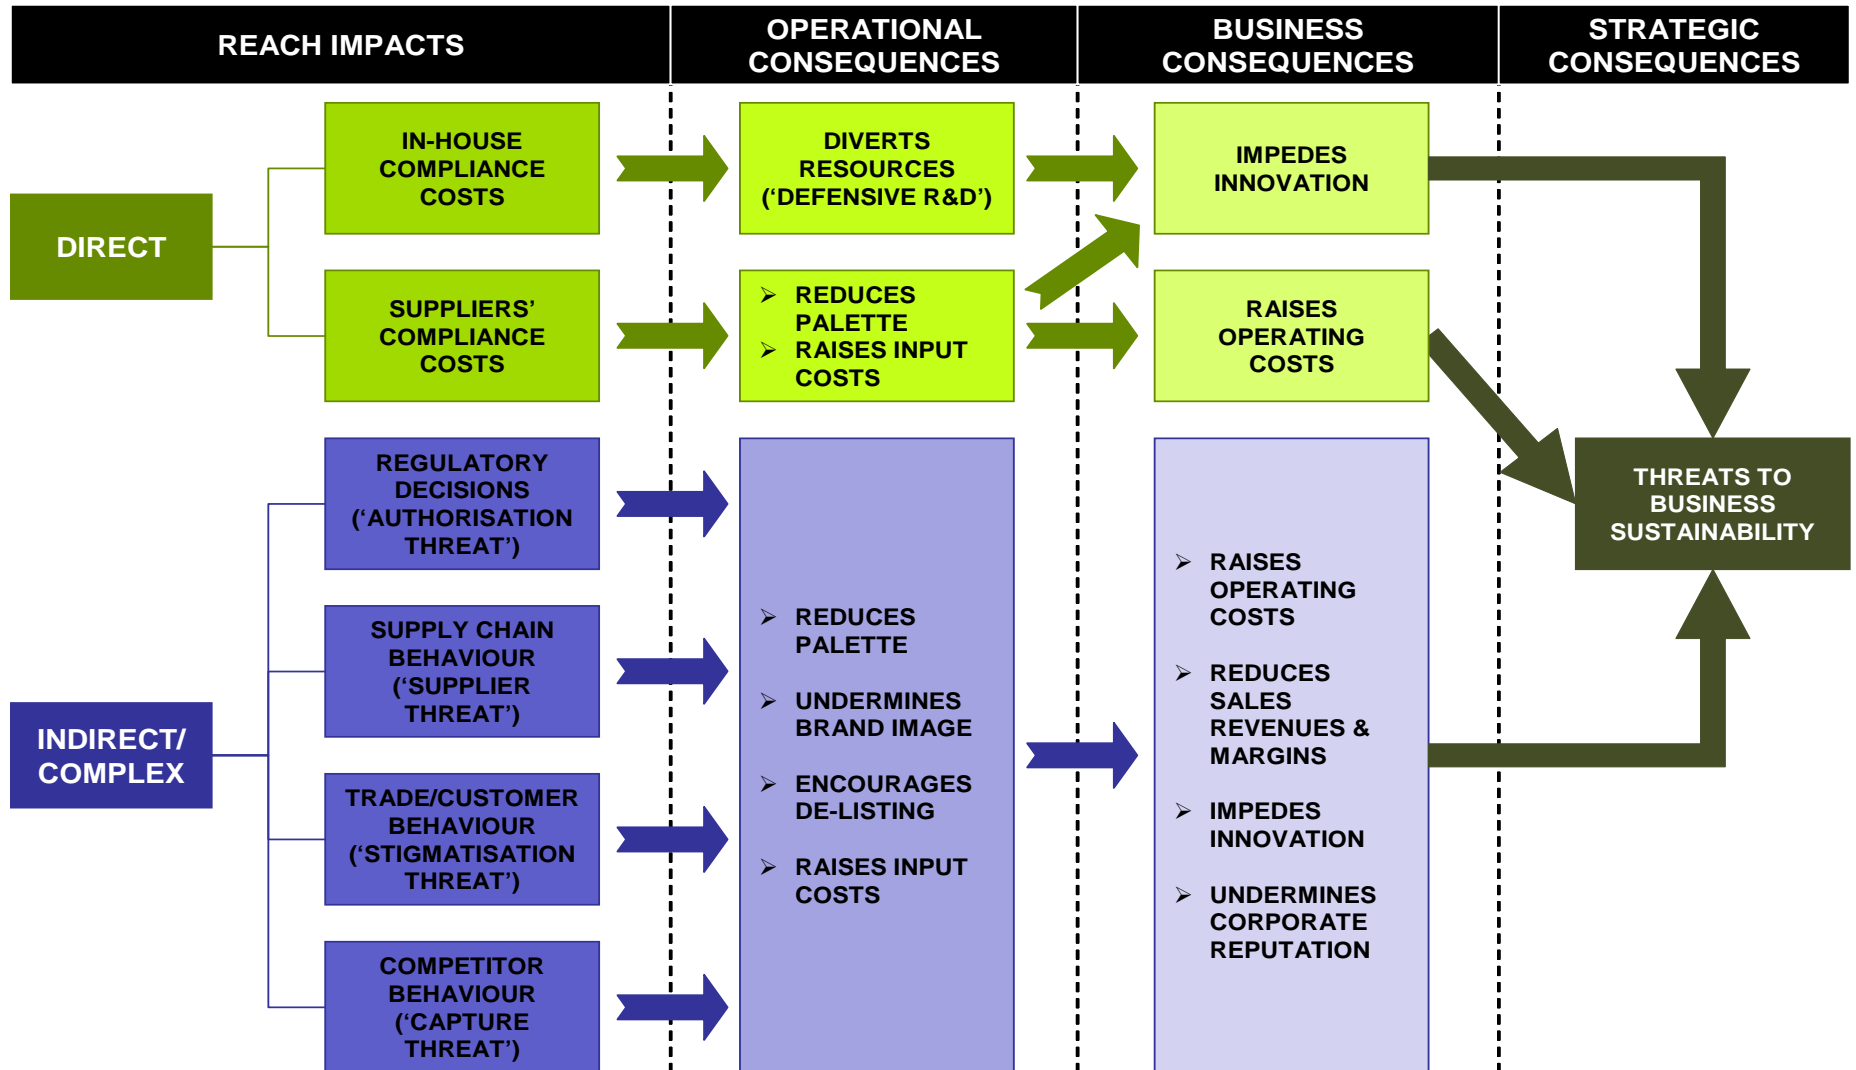 REACH IMPACTS
OPERATIONAL
CONSEQUENCES
BUSINESS
CONSEQUENCES
STRATEGIC
CONSEQUENCES
DIRECT
IN-HOUSE
COMPLIANCE
COSTS
DIVERTS
RESOURCES
(‘DEFENSIVE R&D’)
IMPEDES
INNOVATION
SUPPLIERS’
COMPLIANCE
COSTS
➢ REDUCES
PALETTE
➢ RAISES INPUT
COSTS
RAISES
OPERATING
COSTS
THREATS TO
BUSINESS
SUSTAINABILITY
INDIRECT/
COMPLEX
REGULATORY
DECISIONS
(‘AUTHORISATION
THREAT’)
SUPPLY CHAIN
BEHAVIOUR
(‘SUPPLIER
THREAT’)
TRADE/CUSTOMER
BEHAVIOUR
(‘STIGMATISATION
THREAT’)
COMPETITOR
BEHAVIOUR
(‘CAPTURE
THREAT’)
➢ REDUCES
PALETTE
➢ UNDERMINES
BRAND IMAGE
➢ ENCOURAGES
DE-LISTING
➢ RAISES INPUT
COSTS
➢ RAISES
OPERATING
COSTS
➢ REDUCES
SALES
REVENUES &
MARGINS
➢ IMPEDES
INNOVATION
➢ UNDERMINES
CORPORATE
REPUTATION